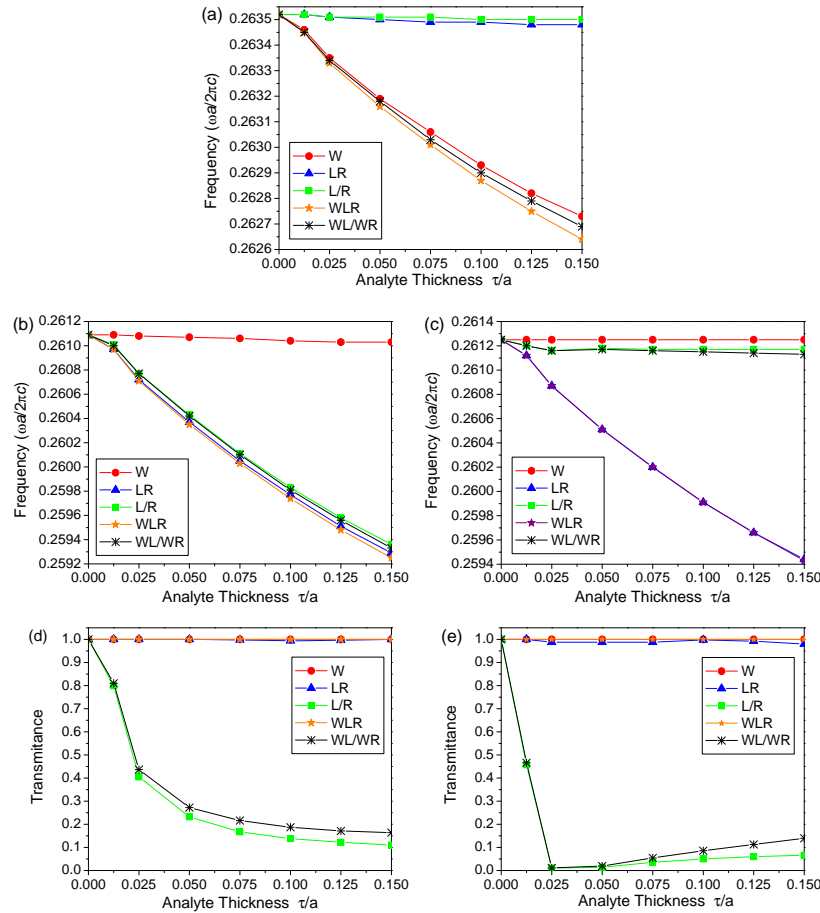 (a)
0.2635
0.2634
0.2633
0.2632
0.2631
0.2630
0.2629
0.2628
0.2627
0.2626
Frequency (ωa/2πc)
W
LR
L/R
WLR
WL/WR
0.000 0.025 0.050 0.075 0.100 0.125 0.150
Analyte Thickness τ/a
(b)
0.2612
0.2610
0.2608
0.2606
0.2604
0.2602
0.2600
0.2598
0.2596
0.2594
0.2592
Frequency (ωa/2πc)
W
LR
L/R
WLR
WL/WR
0.000 0.025 0.050 0.075 0.100 0.125 0.150
Analyte Thickness τ/a
(c)
0.2614
0.2612
0.2610
0.2608
0.2606
0.2604
0.2602
0.2600
0.2598
0.2596
0.2594
Frequency (ωa/2πc)
W
LR
L/R
WLR
WL/WR
0.000 0.025 0.050 0.075 0.100 0.125 0.150
Analyte Thickness τ/a
(d)
1.0
0.9
0.8
0.7
0.6
0.5
0.4
0.3
0.2
0.1
0.0
Transmittance
W
LR
L/R
WLR
WL/WR
0.000 0.025 0.050 0.075 0.100 0.125 0.150
Analyte Thickness τ/a
(e)
1.0
0.9
0.8
0.7
0.6
0.5
0.4
0.3
0.2
0.1
0.0
Transmittance
W
LR
L/R
WLR
WL/WR
0.000 0.025 0.050 0.075 0.100 0.125 0.150
Analyte Thickness τ/a